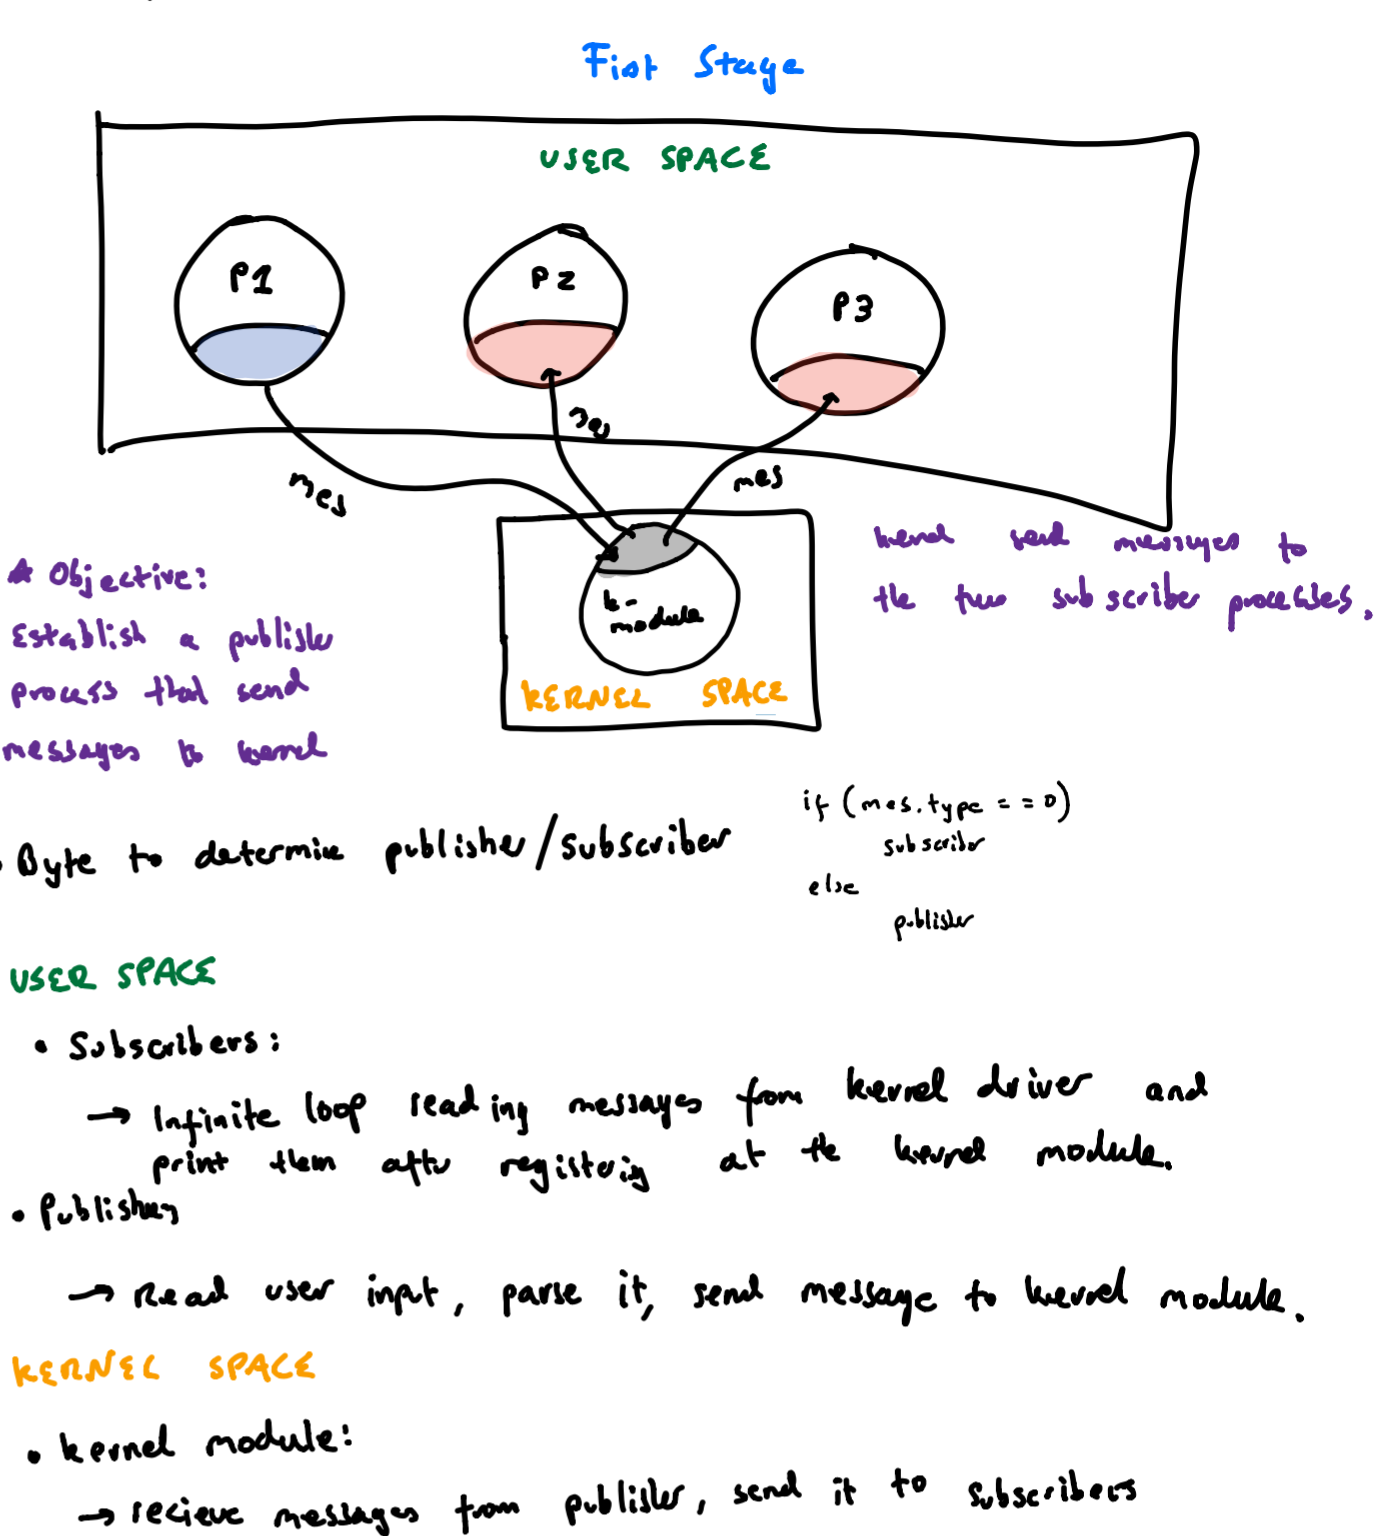 First Stage
USER SPACE
P1
P2
P3
mes
mes
mes
k-
module
KERNEL SPACE
kernel send messages to
the two subscriber processes.
* Objective:
Establish a publisher
process that send
messages to kernel
• Byte to determine publisher/subscriber
if (mes.type == 0)
subscriber
else
publisher
USER SPACE
• Subscribers:
→ Infinite loop reading messages from kernel driver and
print them after registering at the kernel module.
• Publishers
→ Read user input, parse it, send message to kernel module.
KERNEL SPACE
• kernel module:
→ recieve messages from publisher, send it to subscribers